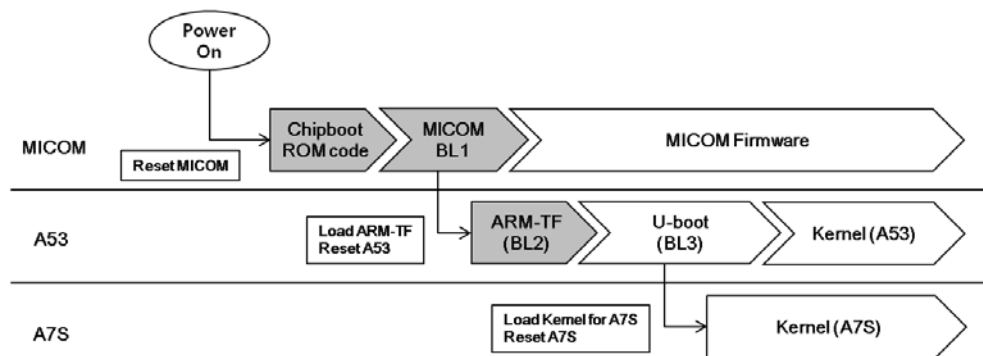 Power
On
Chipboot
ROM code
MICOM
BL1
MICOM Firmware
MICOM
Reset MICOM
Load ARM-TF
Reset A53
ARM-TF
(BL2)
U-boot
(BL3)
Kernel (A53)
A53
Load Kernel for A7S
Reset A7S
Kernel (A7S)
A7S